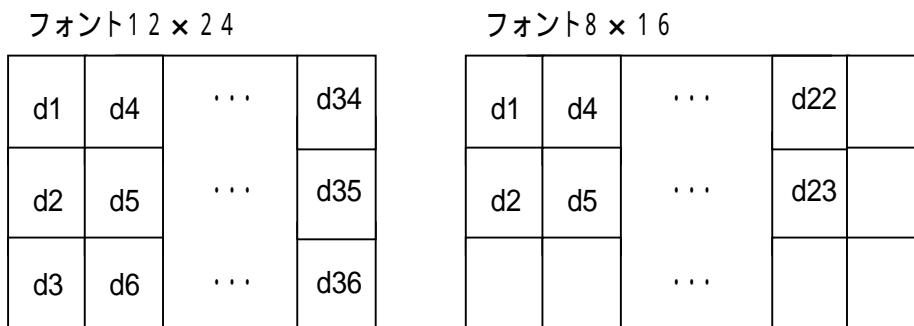 フォント12×24 フォント8×16
d1 d4 ・・・ d34 d1 d4 ・・・ d22
d2 d5 ・・・ d35 d2 d5 ・・・ d23
d3 d6 ・・・ d36 ・・・